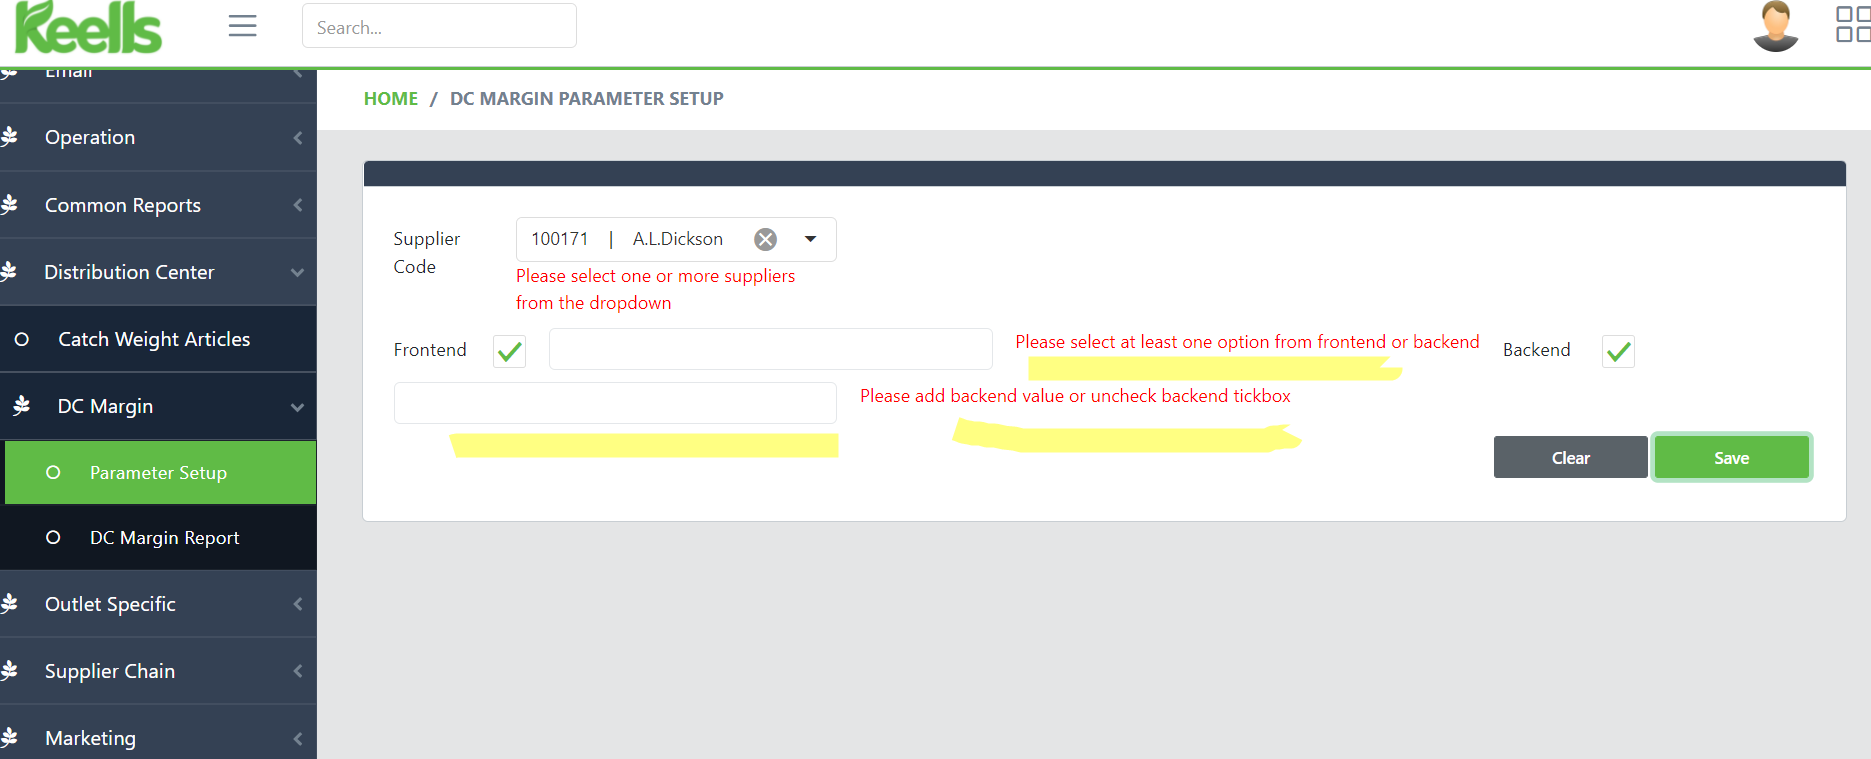 Keells
Search...
Email
HOME / DC MARGIN PARAMETER SETUP
Operation
Common Reports
Distribution Center
Catch Weight Articles
DC Margin
Parameter Setup
DC Margin Report
Outlet Specific
Supplier Chain
Marketing
Supplier
Code
100171 | A.L.Dickson
Please select one or more suppliers
from the dropdown
Frontend
Please select at least one option from frontend or backend
Backend
Please add backend value or uncheck backend tickbox
Clear
Save